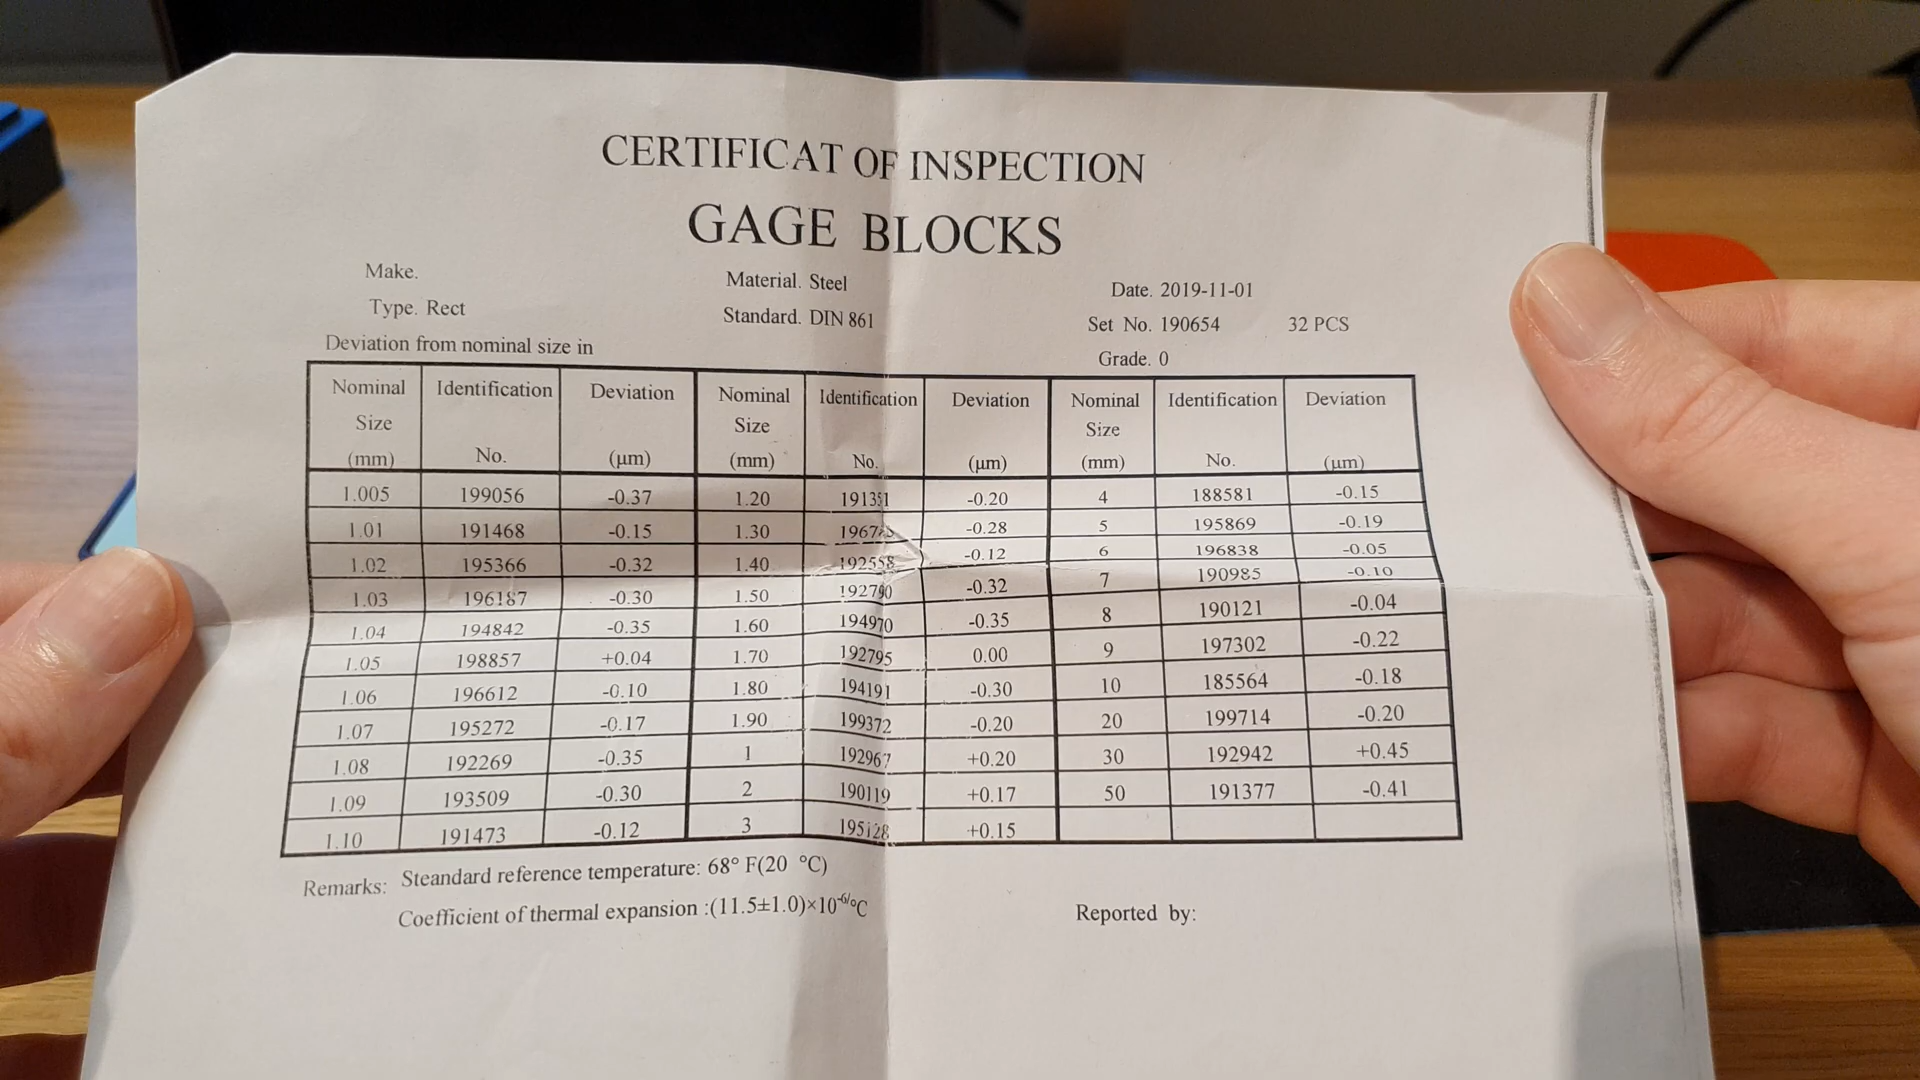 CERTIFICAT OF INSPECTION
GAGE BLOCKS
Make. Material. Steel Date. 2019-11-01
Type. Rect Standard. DIN 861 Set No. 190654 32 PCS
Deviation from nominal size in Grade. 0
Nominal Identification Deviation Nominal Identification Deviation Nominal Identification Deviation
Size Size Size
(mm) No. (μm) (mm) No. (μm) (mm) No. (μm)
1.005 199056 -0.37 1.20 191351 -0.20 4 188581 -0.15
1.01 191468 -0.15 1.30 -0.28 5 195869 -0.19
1.02 195366 -0.32 1.40 192558 -0.12 6 196838 -0.05
1.03 196187 -0.30 1.50 192790 -0.32 7 190985 -0.10
1.04 194842 -0.35 1.60 194970 -0.35 8 190121 -0.04
1.05 198857 +0.04 1.70 192795 0.00 9 197302 -0.22
1.06 196612 -0.10 1.80 194191 -0.30 10 185564 -0.18
1.07 195272 -0.17 1.90 199372 -0.20 20 199714 -0.20
1.08 192269 -0.35 1 192967 +0.20 30 192942 +0.45
1.09 193509 -0.30 2 190119 +0.17 50 191377 -0.41
1.10 191473 -0.12 3 195128 +0.15
Remarks: Steandard reference temperature: 68° F(20 °C)
Coefficient of thermal expansion :(11.5±1.0)×10⁻⁶/°C Reported by: